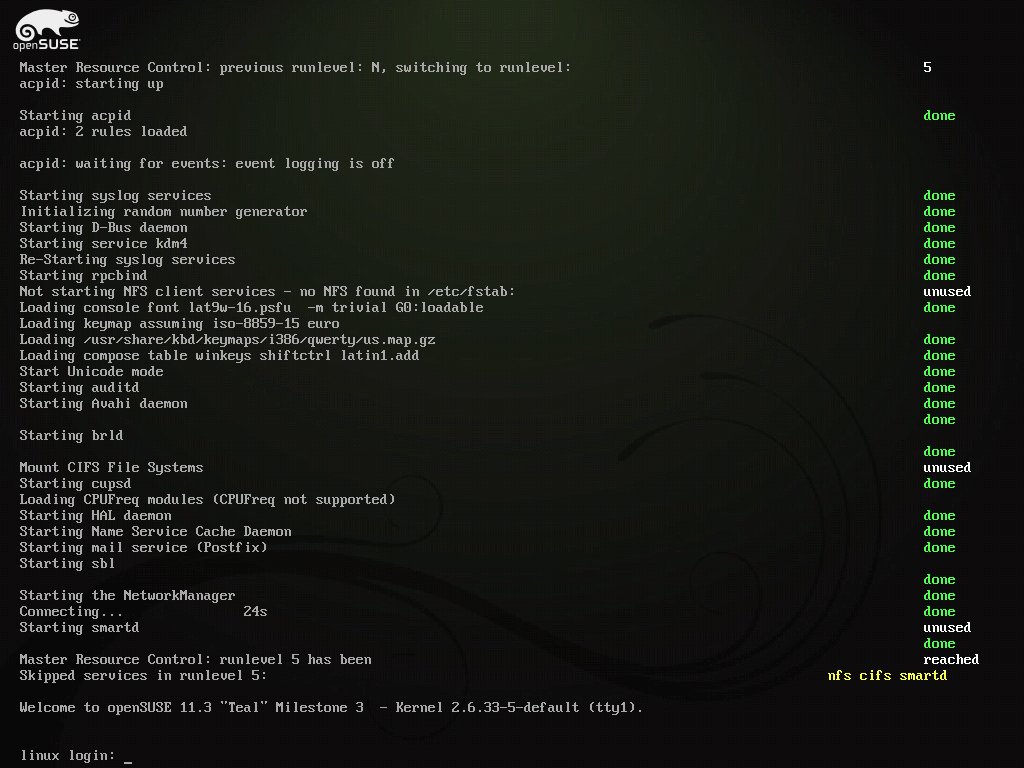 openSUSE
Master Resource Control: previous runlevel: N, switching to runlevel: 5
acpid: starting up
Starting acpid done
acpid: 2 rules loaded
acpid: waiting for events: event logging is off
Starting syslog services done
Initializing random number generator done
Starting D-Bus daemon done
Starting service kdm4 done
Re-Starting syslog services done
Starting rpcbind done
Not starting NFS client services - no NFS found in /etc/fstab: unused
Loading console font lat9w-16.psfu  -m trivial G0:loadable done
Loading keymap assuming iso-8859-15 euro
Loading /usr/share/kbd/keymaps/i386/qwerty/us.map.gz done
Loading compose table winkeys shiftctrl latin1.add done
Start Unicode mode done
Starting auditd done
Starting Avahi daemon done
done
Starting brld
done
Mount CIFS File Systems unused
Starting cupsd done
Loading CPUFreq modules (CPUFreq not supported)
Starting HAL daemon done
Starting Name Service Cache Daemon done
Starting mail service (Postfix) done
Starting sbl
done
Starting the NetworkManager done
Connecting... 24s done
Starting smartd unused
done
Master Resource Control: runlevel 5 has been reached
Skipped services in runlevel 5: nfs cifs smartd
Welcome to openSUSE 11.3 "Teal" Milestone 3  - Kernel 2.6.33-5-default (tty1).
linux login: _